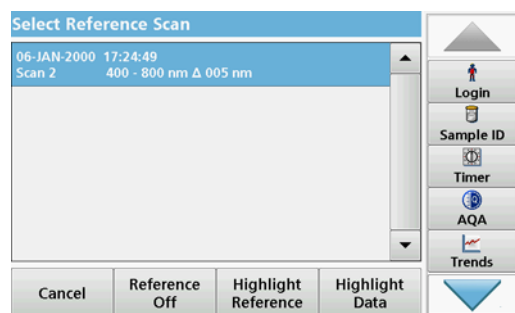 Select Reference Scan
06-JAN-2000 17:24:49
Scan 2 400 - 800 nm Δ 005 nm
Login
Sample ID
Timer
AQA
Trends
Cancel
Reference
Off
Highlight
Reference
Highlight
Data